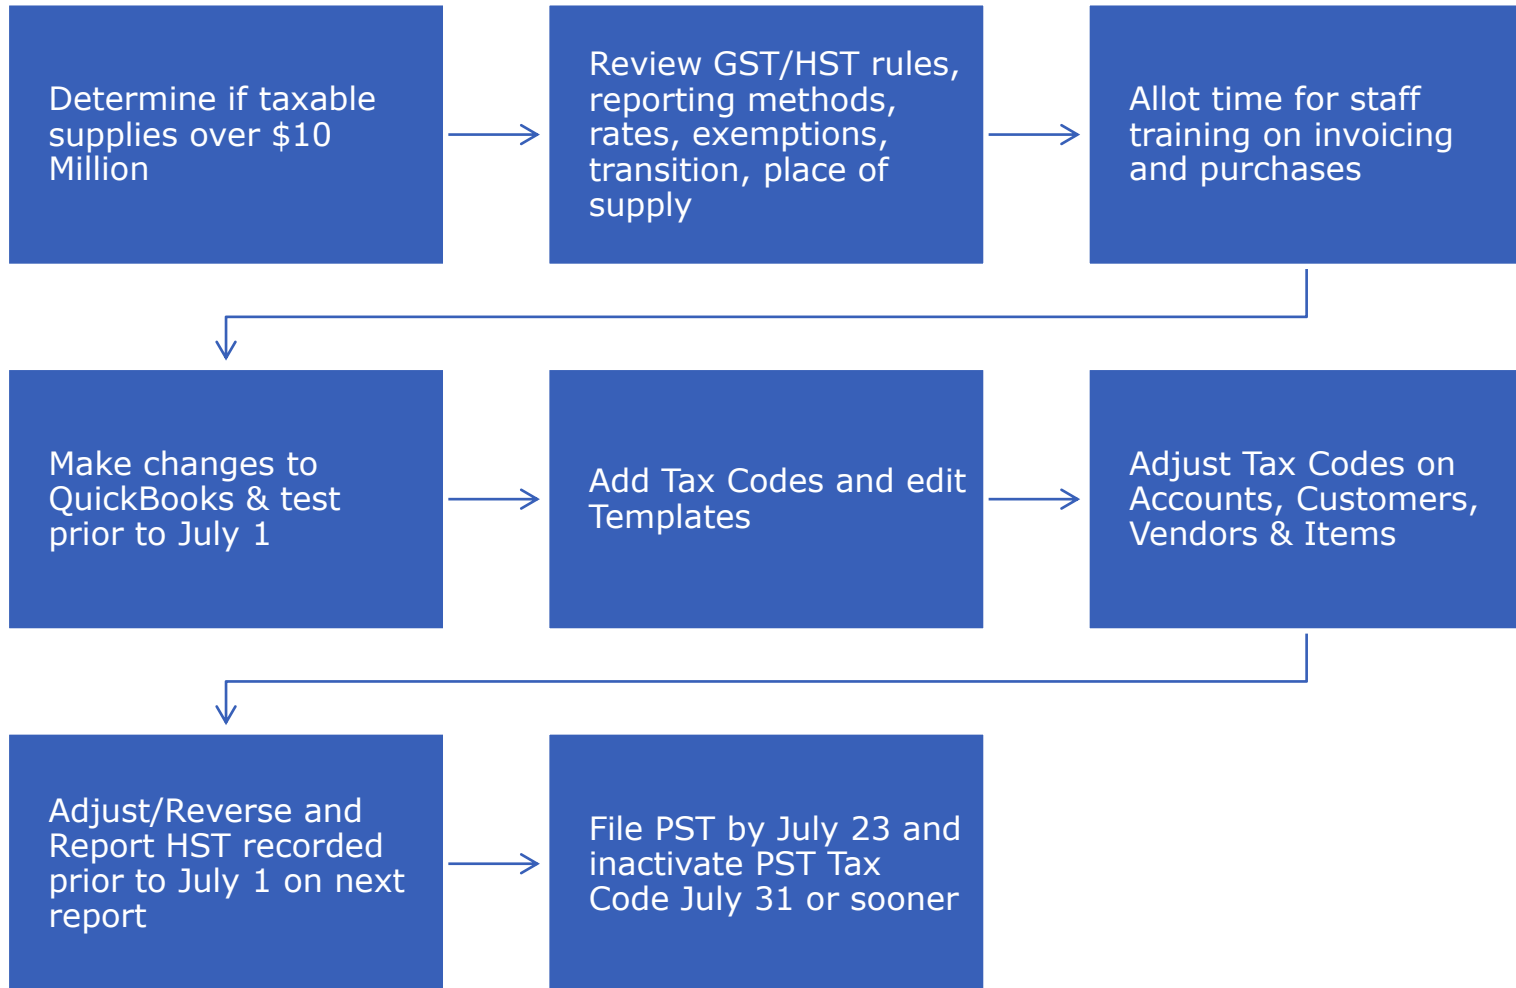 Determine if taxable
supplies over $10
Million
Review GST/HST rules,
reporting methods,
rates, exemptions,
transition, place of
supply
Allot time for staff
training on invoicing
and purchases
Make changes to
QuickBooks & test
prior to July 1
Add Tax Codes and edit
Templates
Adjust Tax Codes on
Accounts, Customers,
Vendors & Items
Adjust/Reverse and
Report HST recorded
prior to July 1 on next
report
File PST by July 23 and
inactivate PST Tax
Code July 31 or sooner